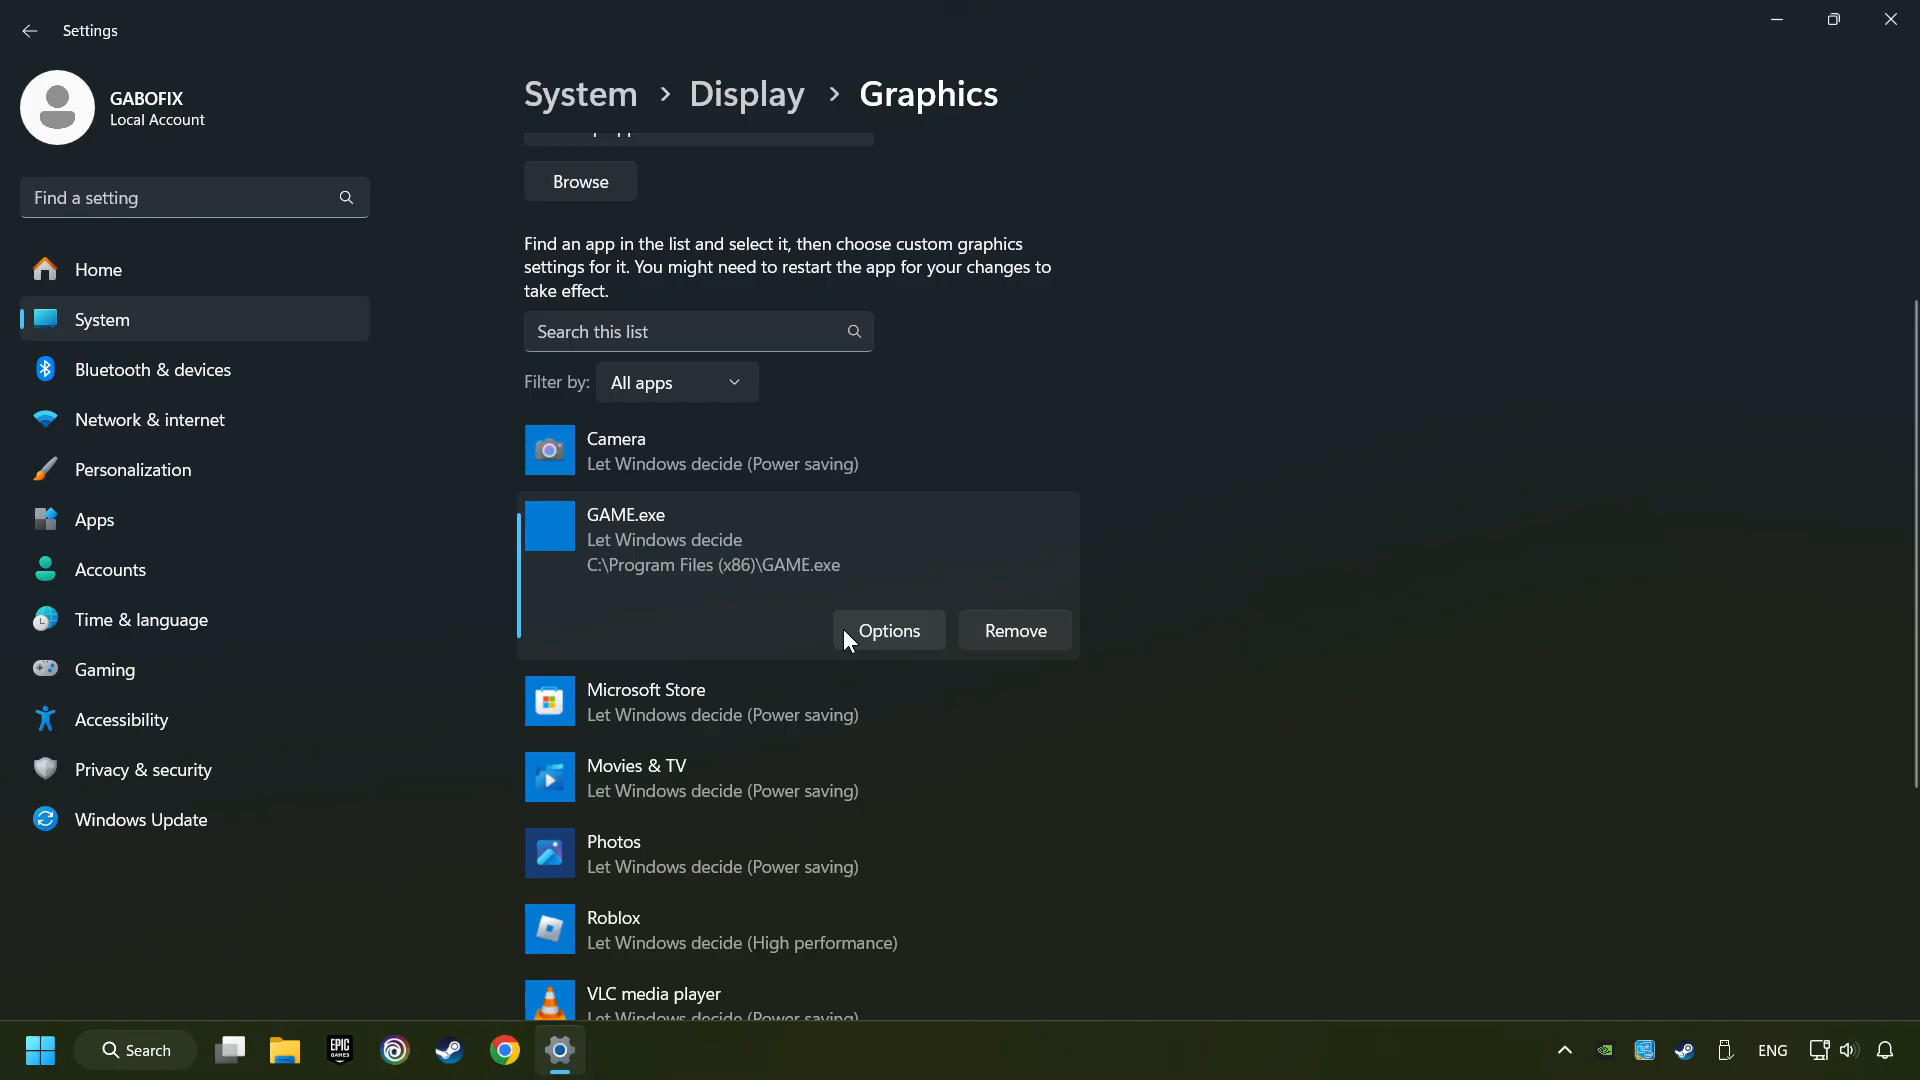 Settings
GABOFIX
Local Account
Find a setting
Home
System
Bluetooth & devices
Network & internet
Personalization
Apps
Accounts
Time & language
Gaming
Accessibility
Privacy & security
Windows Update
System > Display > Graphics
Browse
Find an app in the list and select it, then choose custom graphics
settings for it. You might need to restart the app for your changes to
take effect.
Search this list
Filter by: All apps
Camera
Let Windows decide (Power saving)
GAME.exe
Let Windows decide
C:\Program Files (x86)\GAME.exe
Options Remove
Microsoft Store
Let Windows decide (Power saving)
Movies & TV
Let Windows decide (Power saving)
Photos
Let Windows decide (Power saving)
Roblox
Let Windows decide (High performance)
VLC media player
Let Windows decide (Power saving)
Search EPIC GAMES ENG